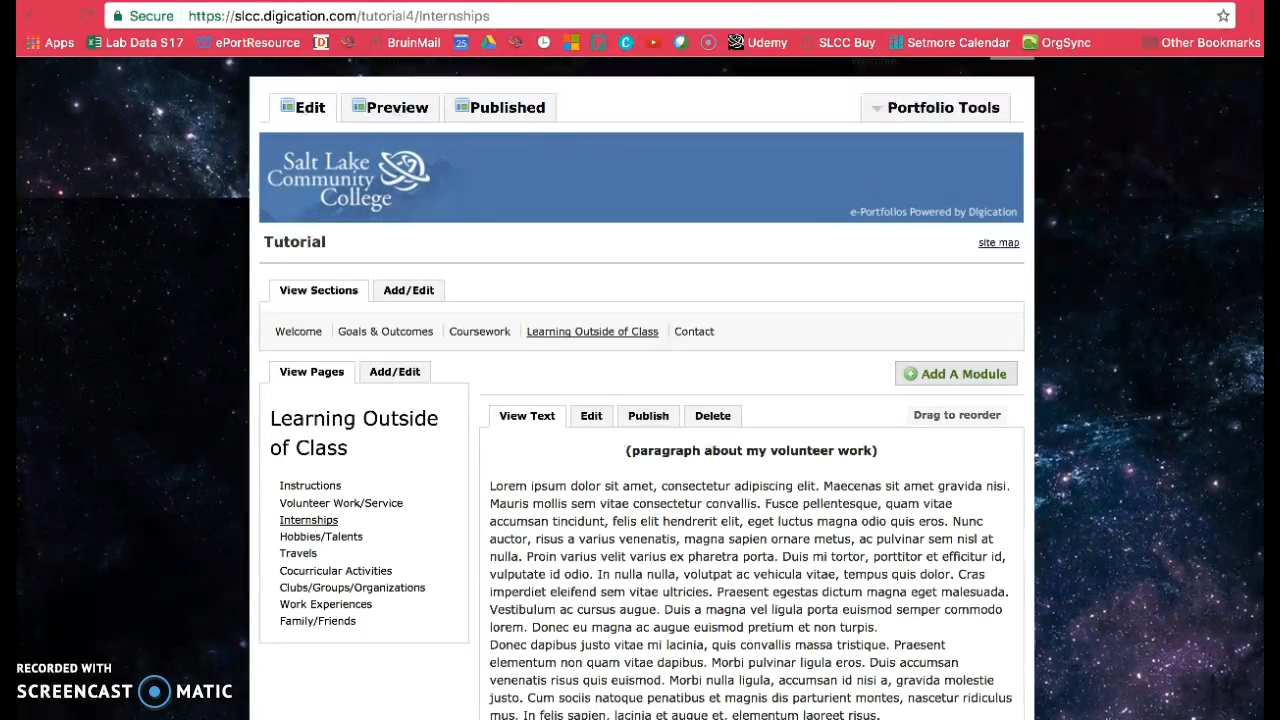 Secure https://slcc.digication.com/tutorial4/Internships
Apps Lab Data S17 ePortResource BruinMail 25 Udemy SLCC Buy Setmore Calendar OrgSync Other Bookmarks
Welcome
Edit Preview Published Portfolio Tools
Salt Lake
Community
College
e-Portfolios Powered by Digication
Tutorial site map
View Sections Add/Edit
Welcome Goals & Outcomes Coursework Learning Outside of Class Contact
View Pages Add/Edit Add A Module
Learning Outside
of Class
Instructions
Volunteer Work/Service
Internships
Hobbies/Talents
Travels
Cocurricular Activities
Clubs/Groups/Organizations
Work Experiences
Family/Friends
View Text Edit Publish Delete Drag to reorder
(paragraph about my volunteer work)
Lorem ipsum dolor sit amet, consectetur adipiscing elit. Maecenas sit amet gravida nisi.
Mauris mollis sem vitae consectetur convallis. Fusce pellentesque, quam vitae
accumsan tincidunt, felis elit hendrerit elit, eget luctus magna odio quis eros. Nunc
auctor, risus a varius venenatis, magna sapien ornare metus, ac pulvinar sem nisl at
nulla. Proin varius velit varius ex pharetra porta. Duis mi tortor, porttitor et efficitur id,
vulputate id odio. In nulla nulla, volutpat ac vehicula vitae, tempus quis dolor. Cras
imperdiet eleifend sem vitae ultricies. Praesent egestas dictum magna eget malesuada.
Vestibulum ac cursus augue. Duis a magna vel ligula porta euismod semper commodo
lorem. Donec eu magna ac augue euismod pretium et non turpis.
Donec dapibus justo vitae mi lacinia, quis convallis massa tristique. Praesent
elementum non quam vitae dapibus. Morbi pulvinar ligula eros. Duis accumsan
venenatis risus quis euismod. Morbi nulla ligula, accumsan id nisi a, gravida molestie
justo. Cum sociis natoque penatibus et magnis dis parturient montes, nascetur ridiculus
mus. In felis sapien, lacinia et augue et, elementum laoreet risus.
RECORDED WITH
SCREENCAST MATIC